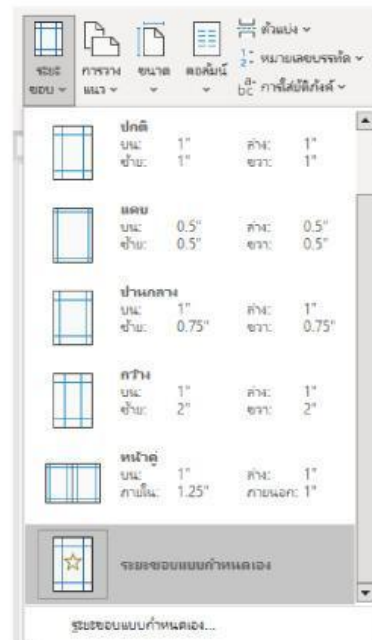 ระยะ
ขอบ
การวาง
แนว
ขนาด
คอลัมน์
ตัวแบ่ง
หมายเลขบรรทัด
การใส่ยัติภังค์
ปกติ
บน: 1" ล่าง: 1"
ซ้าย: 1" ขวา: 1"
แคบ
บน: 0.5" ล่าง: 0.5"
ซ้าย: 0.5" ขวา: 0.5"
ปานกลาง
บน: 1" ล่าง: 1"
ซ้าย: 0.75" ขวา: 0.75"
กว้าง
บน: 1" ล่าง: 1"
ซ้าย: 2" ขวา: 2"
หน้าคู่
บน: 1" ล่าง: 1"
ภายใน: 1.25" ภายนอก: 1"
ระยะขอบแบบกำหนดเอง
ระยะขอบแบบกำหนดเอง...